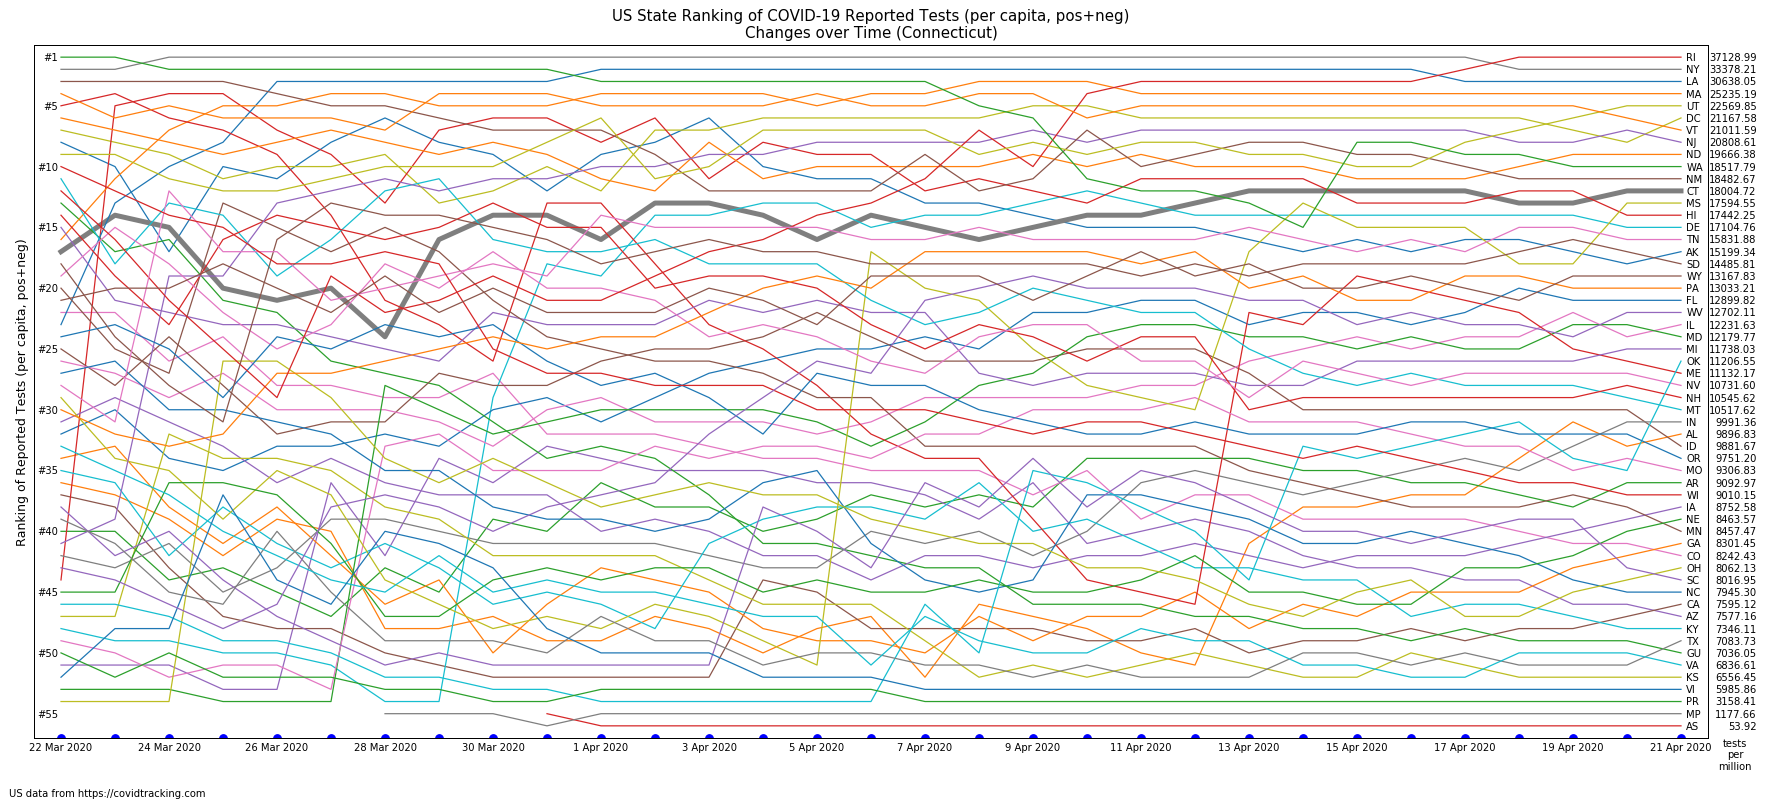 US State Ranking of COVID-19 Reported Tests (per capita, pos+neg)
Changes over Time (Connecticut)
Ranking of Reported Tests (per capita, pos+neg)
#1
#5
#10
#15
#20
#25
#30
#35
#40
#45
#50
#55
RI 37128.99
NY 33378.21
LA 30638.05
MA 25235.19
UT 22569.85
DC 21167.58
VT 21011.59
NJ 20808.61
ND 19666.38
WA 18517.79
NM 18482.67
CT 18004.72
MS 17594.55
HI 17442.25
DE 17104.76
TN 15831.88
AK 15199.34
SD 14485.81
WY 13167.83
PA 13033.21
FL 12899.82
WV 12702.11
IL 12231.63
MD 12179.77
MI 11738.03
OK 11206.55
ME 11132.17
NV 10731.60
NH 10545.62
MT 10517.62
IN 9991.36
AL 9896.83
ID 9881.67
OR 9751.20
MO 9306.83
AR 9092.97
WI 9010.15
IA 8752.58
NE 8463.57
MN 8457.47
GA 8301.45
CO 8242.43
OH 8062.13
SC 8016.95
NC 7945.30
CA 7595.12
AZ 7577.16
KY 7346.11
TX 7083.73
GU 7036.05
VA 6836.61
KS 6556.45
VI 5985.86
PR 3158.41
MP 1177.66
AS 53.92
22 Mar 2020 24 Mar 2020 26 Mar 2020 28 Mar 2020 30 Mar 2020 1 Apr 2020 3 Apr 2020 5 Apr 2020 7 Apr 2020 9 Apr 2020 11 Apr 2020 13 Apr 2020 15 Apr 2020 17 Apr 2020 19 Apr 2020 21 Apr 2020
tests
per
million
US data from https://covidtracking.com